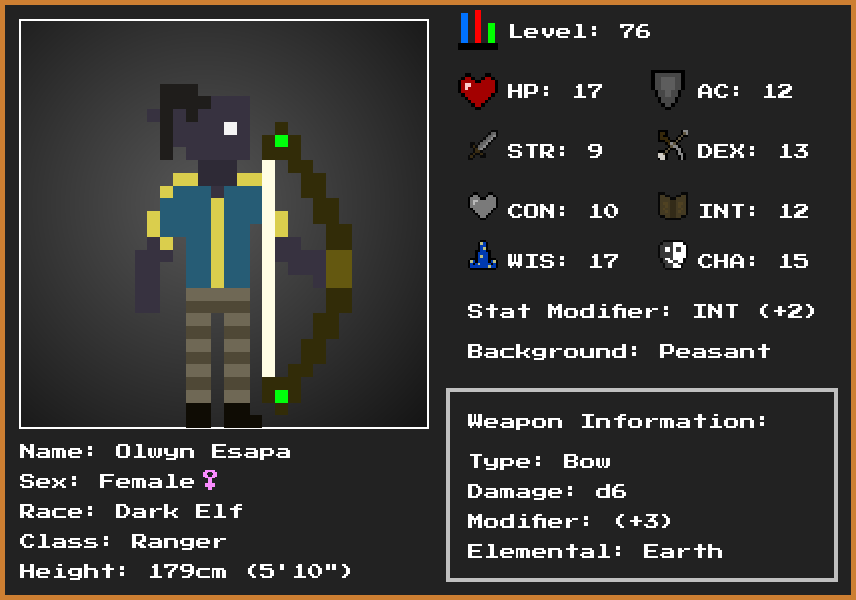 Level: 76
HP: 17
AC: 12
STR: 9
DEX: 13
CON: 10
INT: 12
WIS: 17
CHA: 15
Stat Modifier: INT (+2)
Background: Peasant
Weapon Information:
Type: Bow
Damage: d6
Modifier: (+3)
Elemental: Earth
Name: Olwyn Esapa
Sex: Female♀
Race: Dark Elf
Class: Ranger
Height: 179cm (5'10")